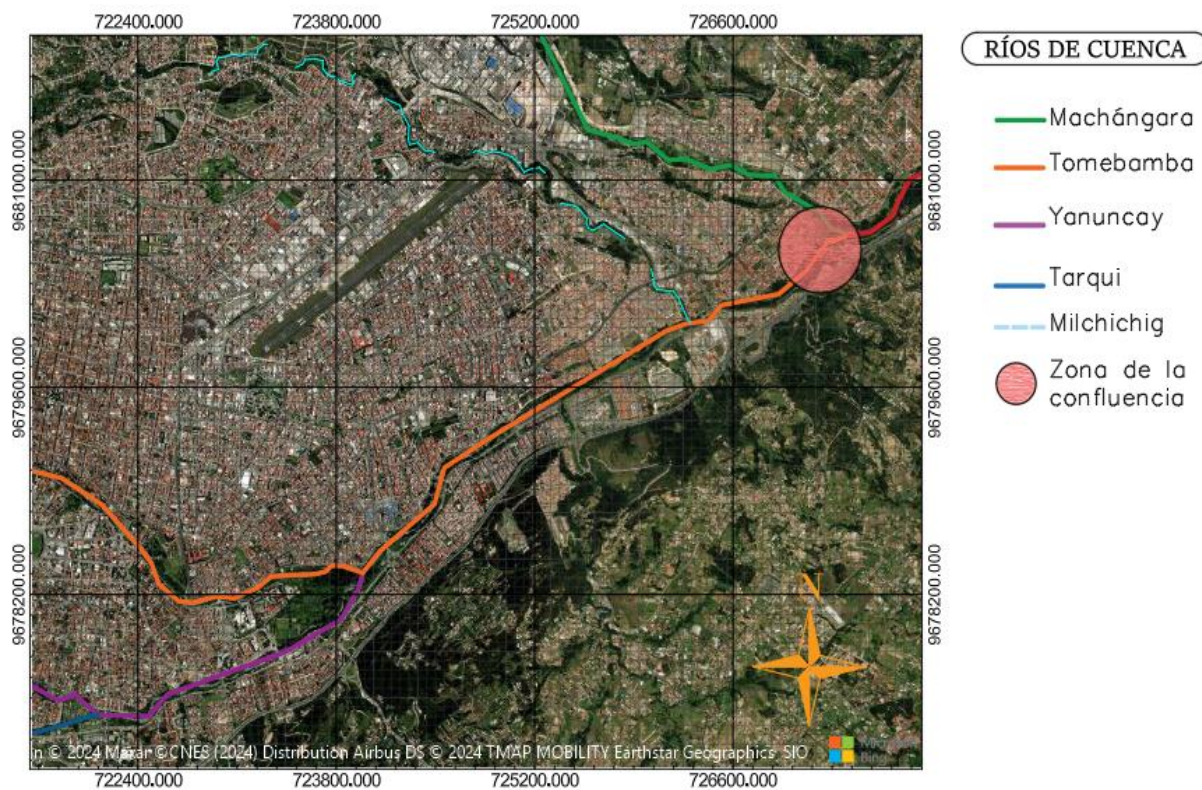 722400.000 723800.000 725200.000 726600.000
RÍOS DE CUENCA
Machángara
Tomebamba
Yanuncay
Tarqui
Milchichig
Zona de la
confluencia
9681000.000 9681000.000
9679600.000 9679600.000
9678200.000 9678200.000
N
© 2024 Maxar ©CNES (2024) Distribution Airbus DS © 2024 TMAP MOBILITY Earthstar Geographics SIO
Bing
722400.000 723800.000 725200.000 726600.000